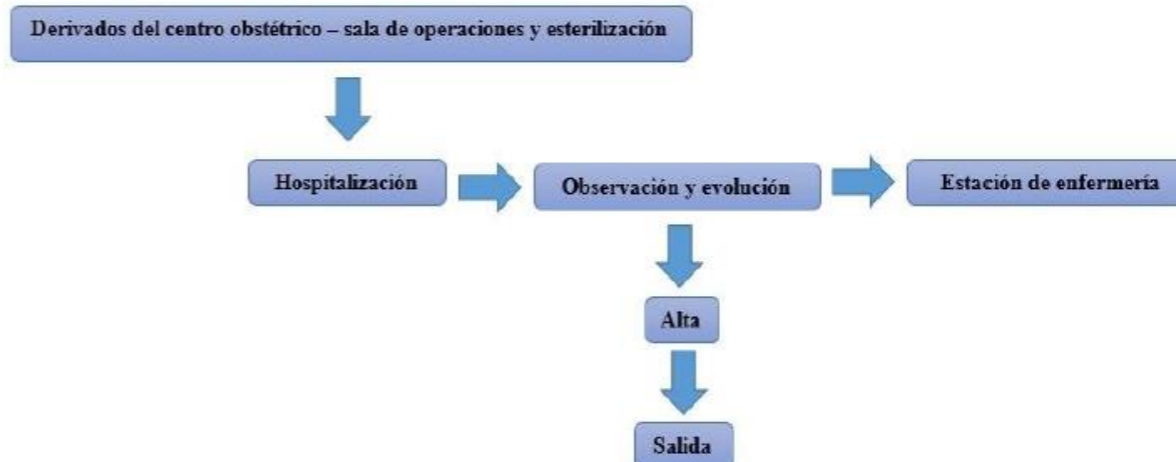 Derivados del centro obstétrico – sala de operaciones y esterilización
Hospitalización
Observación y evolución
Estación de enfermería
Alta
Salida